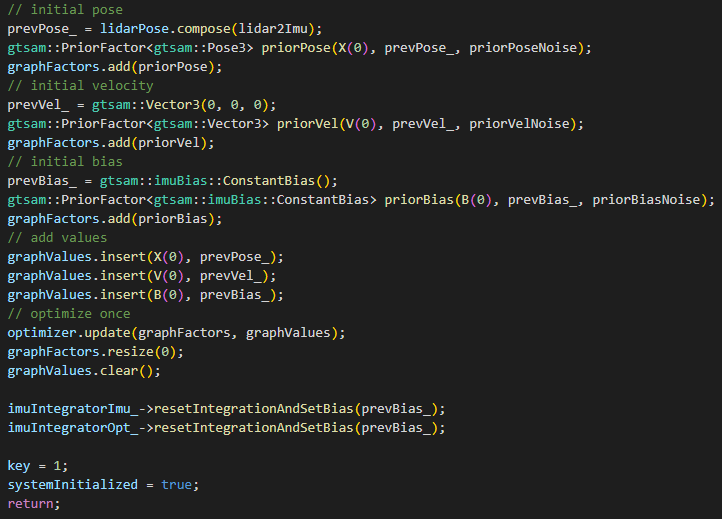 // initial pose
prevPose_ = lidarPose.compose(lidar2Imu);
gtsam::PriorFactor<gtsam::Pose3> priorPose(X(0), prevPose_, priorPoseNoise);
graphFactors.add(priorPose);
// initial velocity
prevVel_ = gtsam::Vector3(0, 0, 0);
gtsam::PriorFactor<gtsam::Vector3> priorVel(V(0), prevVel_, priorVelNoise);
graphFactors.add(priorVel);
// initial bias
prevBias_ = gtsam::imuBias::ConstantBias();
gtsam::PriorFactor<gtsam::imuBias::ConstantBias> priorBias(B(0), prevBias_, priorBiasNoise);
graphFactors.add(priorBias);
// add values
graphValues.insert(X(0), prevPose_);
graphValues.insert(V(0), prevVel_);
graphValues.insert(B(0), prevBias_);
// optimize once
optimizer.update(graphFactors, graphValues);
graphFactors.resize(0);
graphValues.clear();

imuIntegratorImu_->resetIntegrationAndSetBias(prevBias_);
imuIntegratorOpt_->resetIntegrationAndSetBias(prevBias_);

key = 1;
systemInitialized = true;
return;